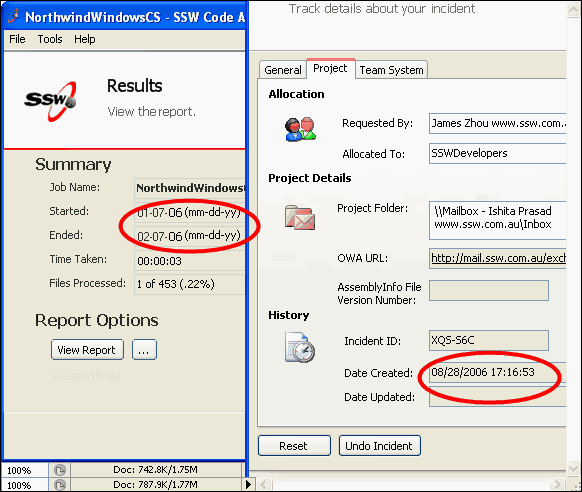 NorthwindWindowsCS - SSW Code A
File Tools Help
SSW
Results
View the report.
Summary
Job Name: NorthwindWindows
Started: 01-07-06 (mm-dd-yy)
Ended: 02-07-06 (mm-dd-yy)
Time Taken: 00:00:03
Files Processed: 1 of 453 (.22%)
Report Options
View Report ...
Re-send Email
Track details about your incident
General Project Team System
Allocation
Requested By: James Zhou www.ssw.com.a
Allocated To: SSWDevelopers
Project Details
Project Folder: \\Mailbox - Ishita Prasad
www.ssw.com.au\Inbox
OWA URL: http://mail.ssw.com.au/exch
AssemblyInfo File
Version Number:
History
Incident ID: XQS-S6C
Date Created: 08/28/2006 17:16:53
Date Updated:
Reset Undo Incident
100% Doc: 742.8K/1.75M
100% Doc: 787.9K/1.77M